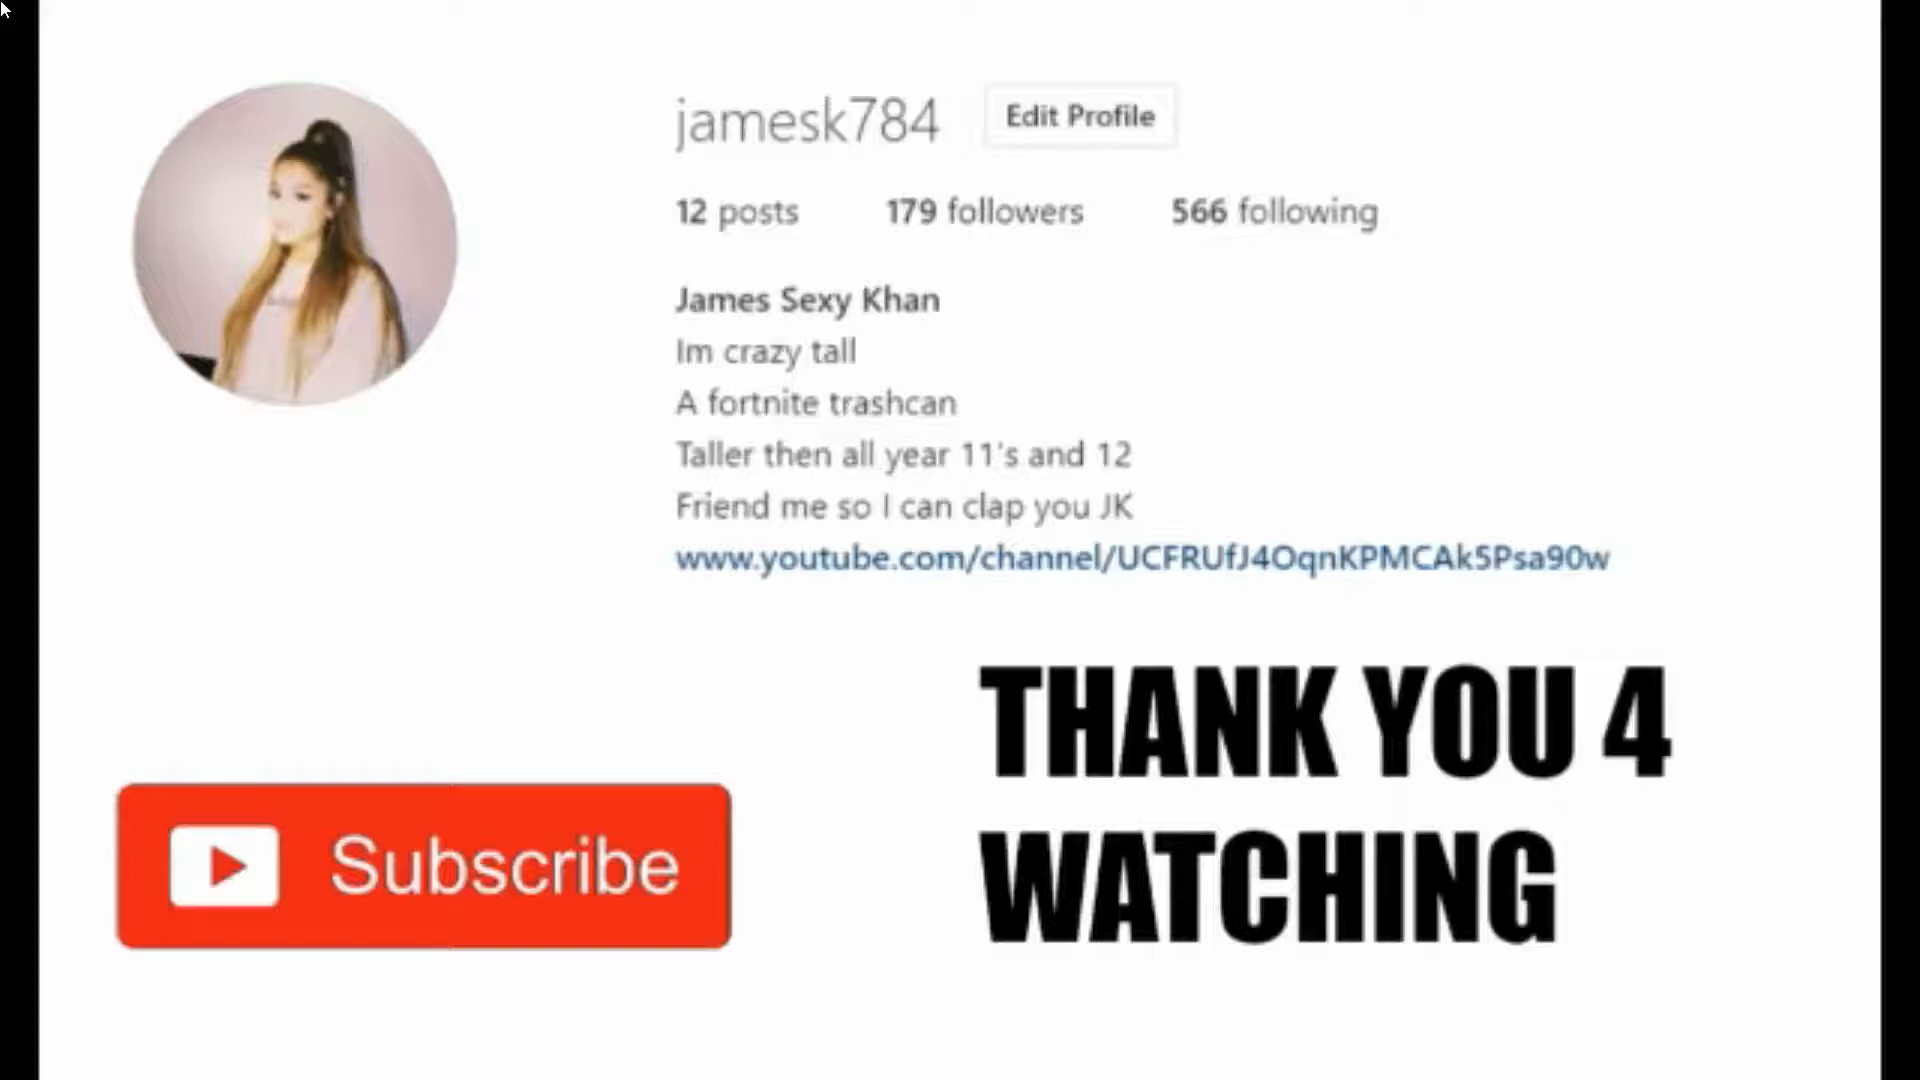 jamesk784 Edit Profile
12 posts 179 followers 566 following
James Sexy Khan
Im crazy tall
A fortnite trashcan
Taller then all year 11's and 12
Friend me so I can clap you JK
www.youtube.com/channel/UCFRUfJ4OqnKPMCAk5Psa90w
THANK YOU 4
WATCHING
Subscribe